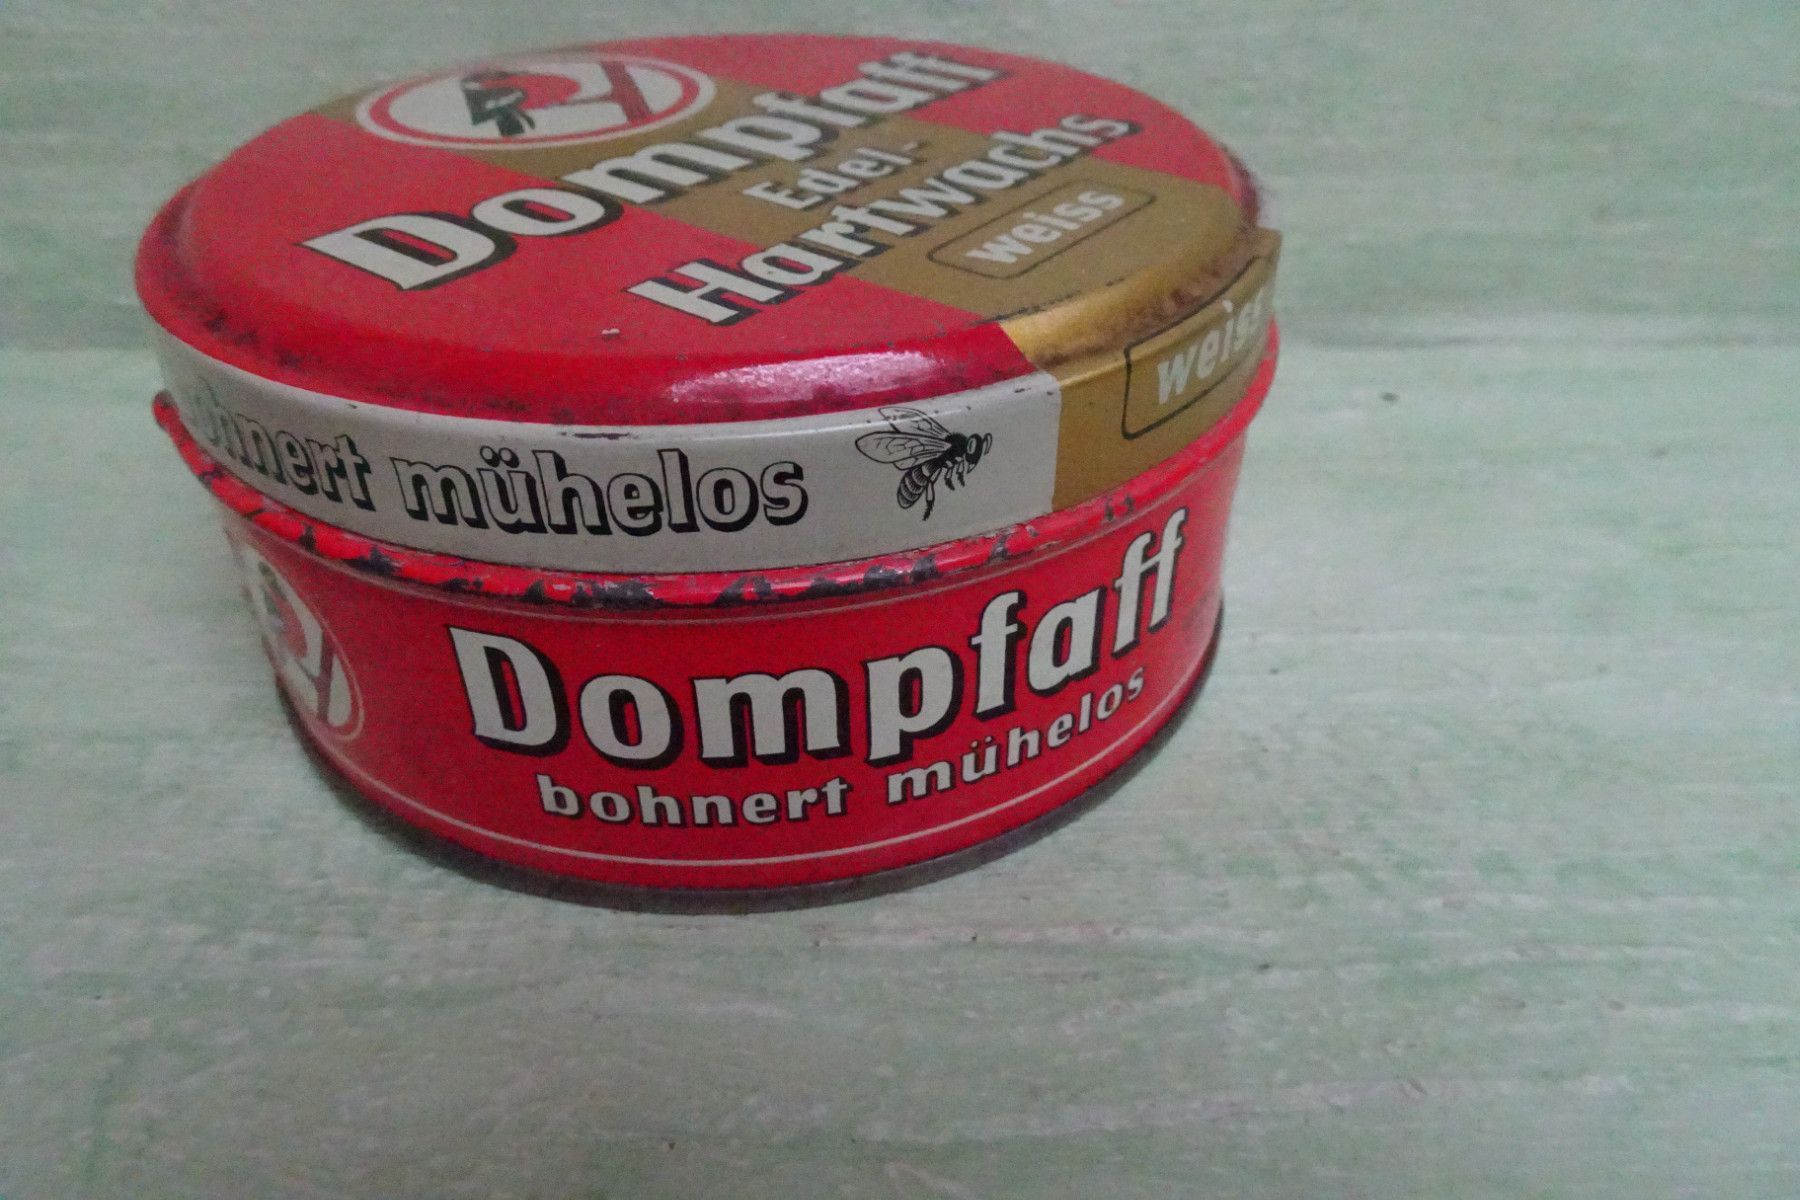 Dompfaff
Edel-
Hartwachs
weiss
bohnert mühelos
weiss
Dompfaff
bohnert mühelos